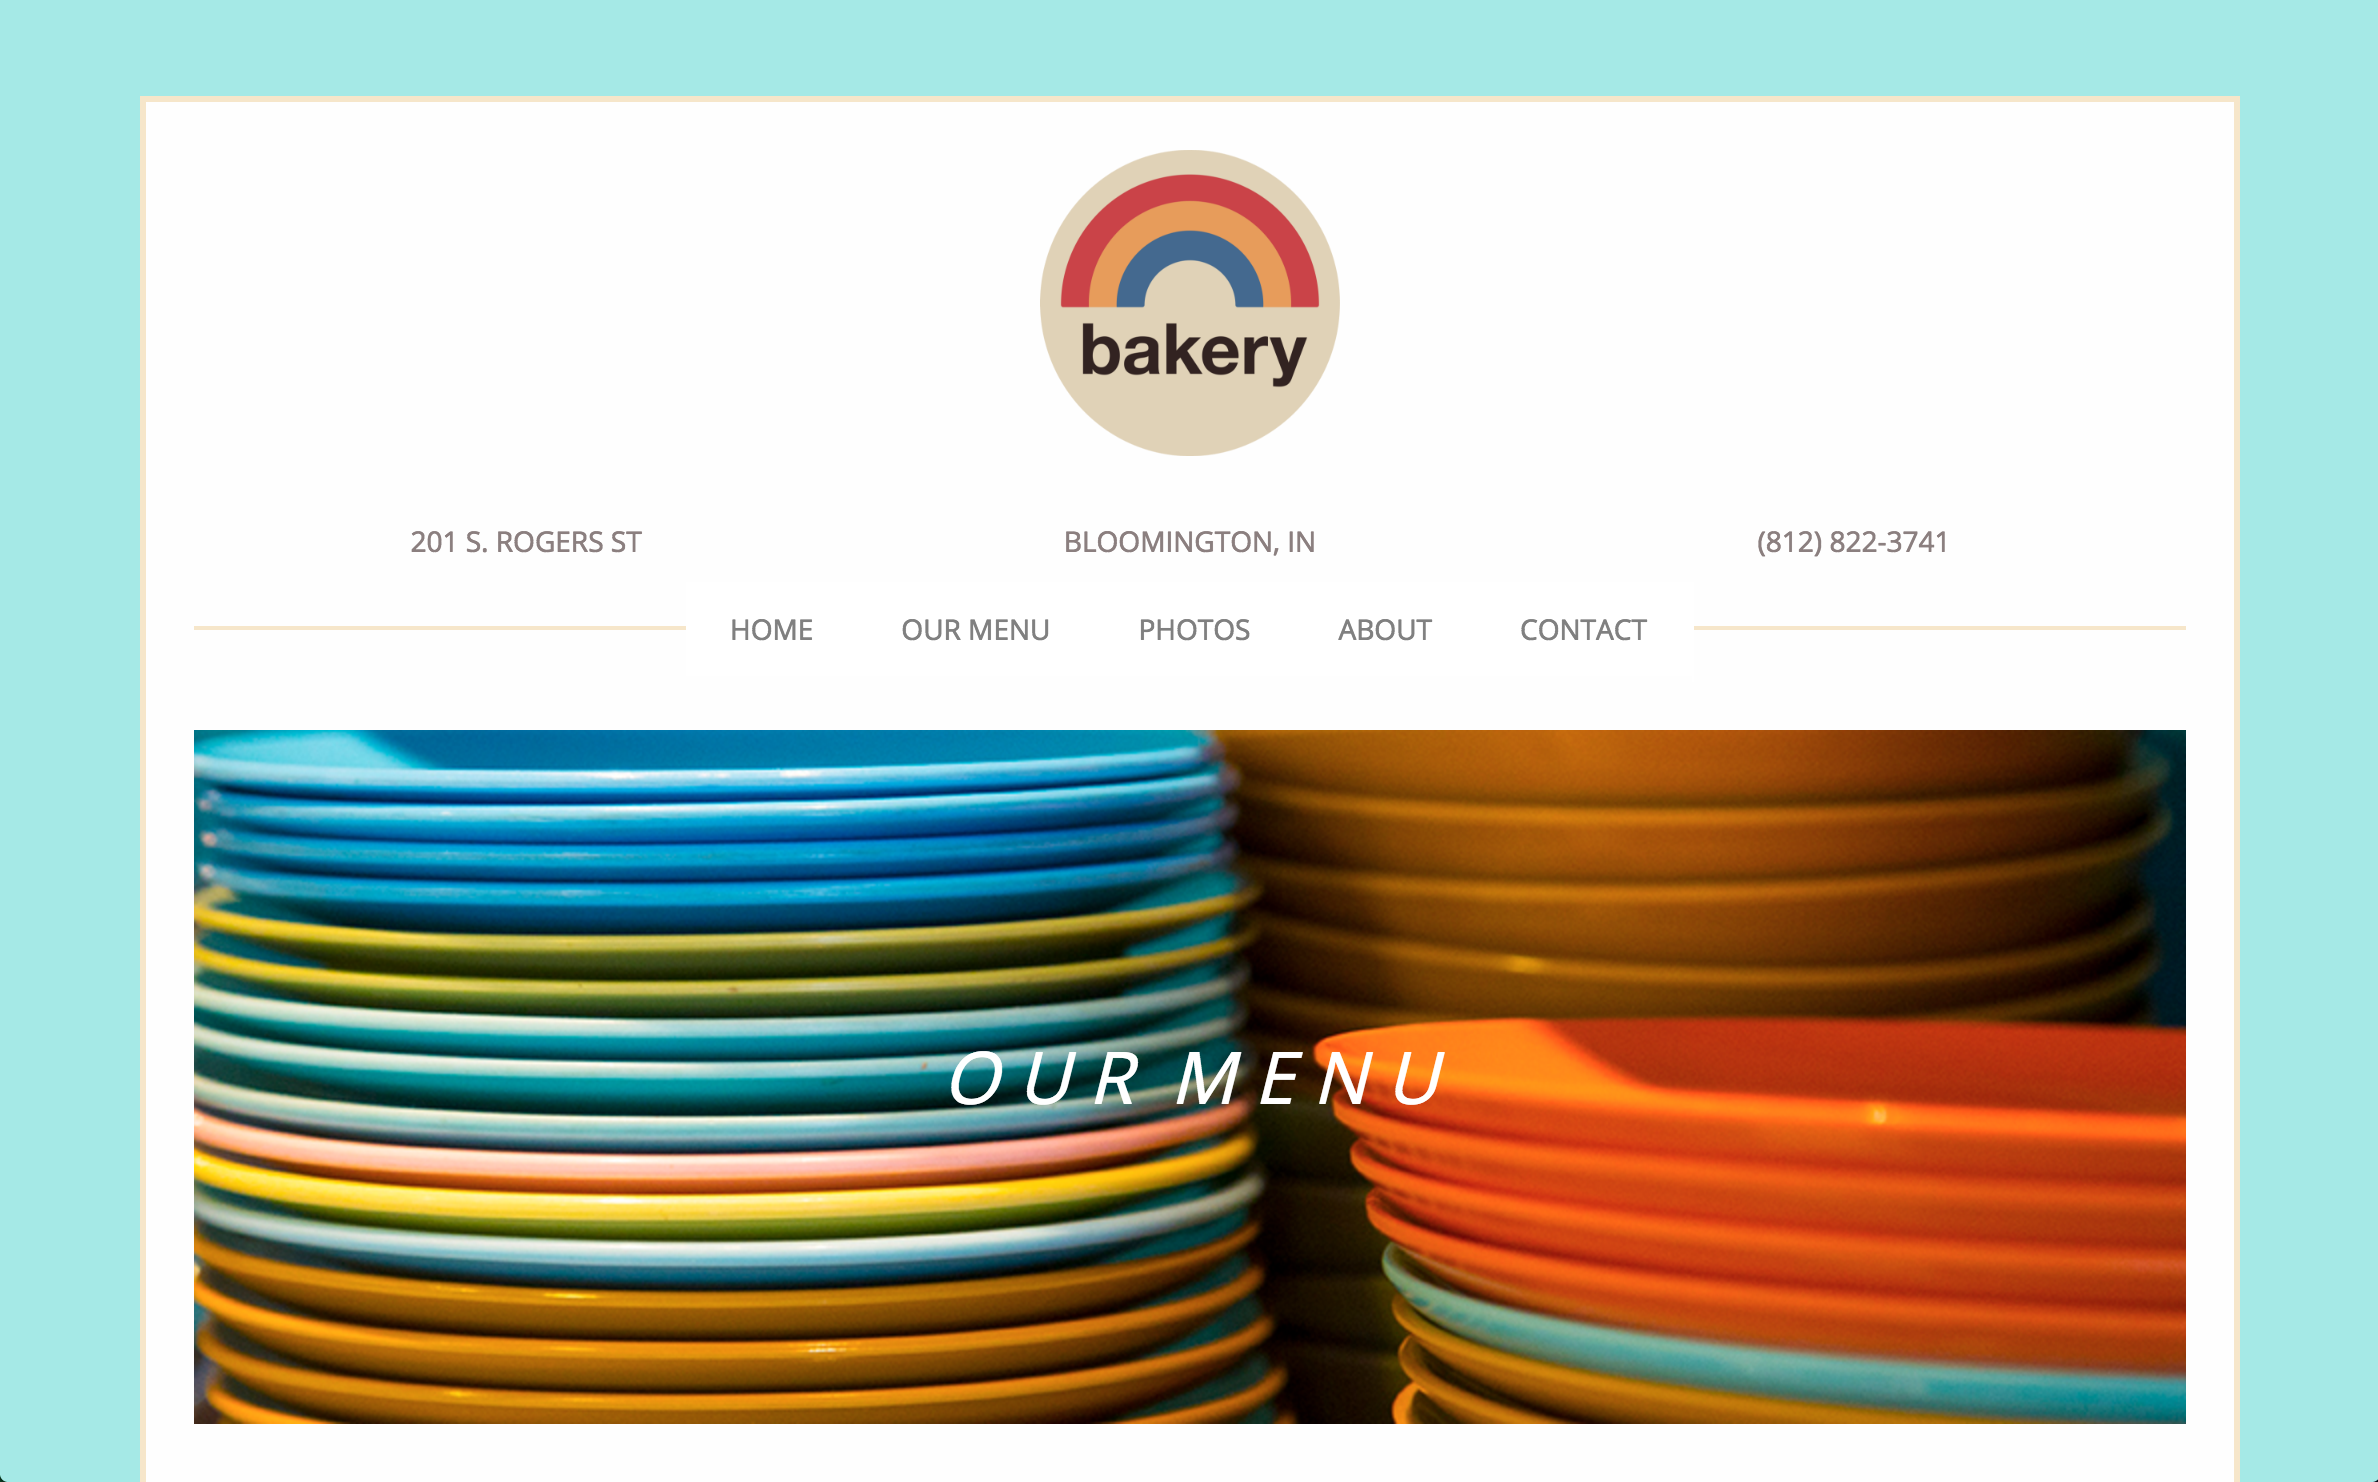 bakery
201 S. ROGERS ST
BLOOMINGTON, IN
(812) 822-3741
HOME OUR MENU PHOTOS ABOUT CONTACT
OUR MENU